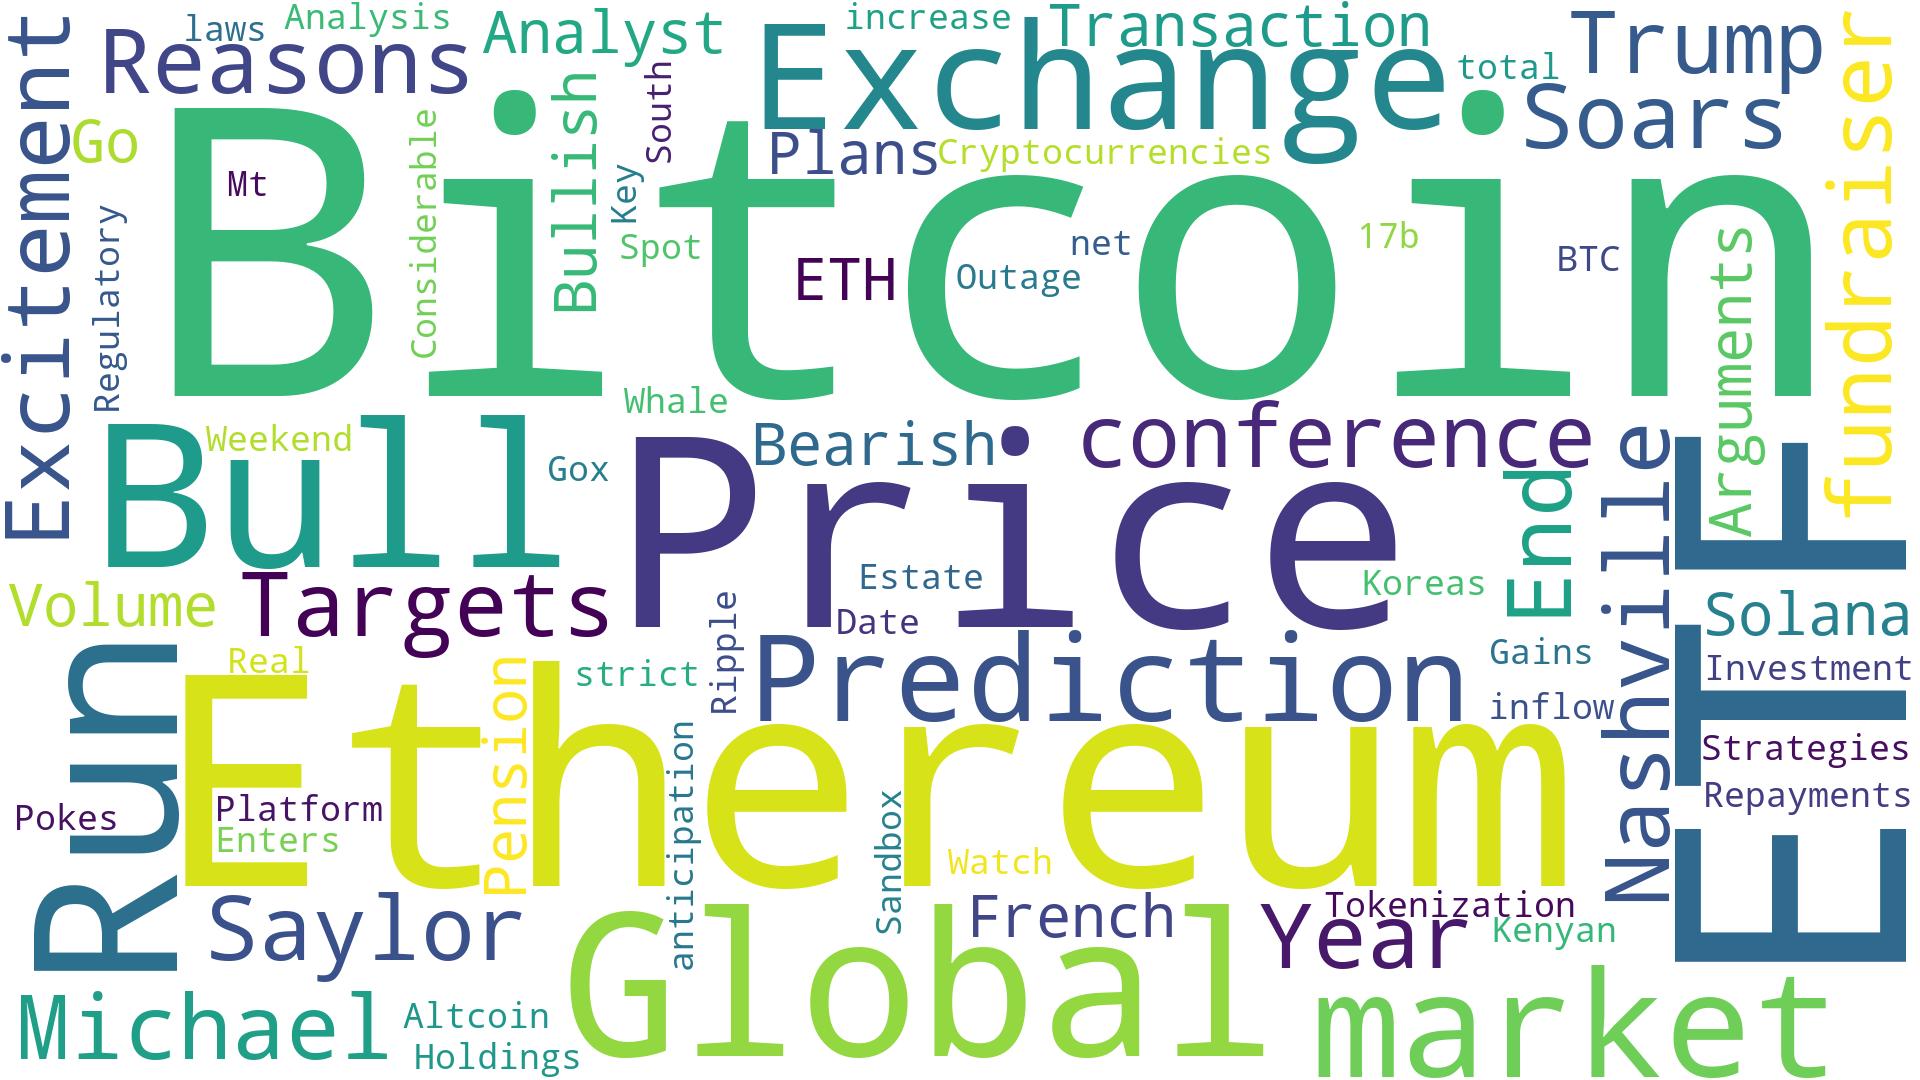 laws
Analysis
Reasons
Analyst
Exchange
increase
Transaction
total
Trump
Soars
fundraiser
Excitement
Go
Mt
Regulatory
Considerable
Bullish
South
Key
Spot
Plans
Cryptocurrencies
Bitcoin
ETH
Outage
net
17b
BTC
Arguments
Whale
Bull
Weekend
Gox
Price
Bearish
conference
End
Nashville
ETF
Volume
Targets
Estate
Date
Koreas
Solana
Investment
Gains
inflow
Strategies
Repayments
Run
Real
strict
Ripple
Prediction
Ethereum
Pension
Pokes
Platform
Enters
anticipation
Sandbox
Watch
Saylor
French
Year
Tokenization
Kenyan
Global
market
Michael
Altcoin
Holdings